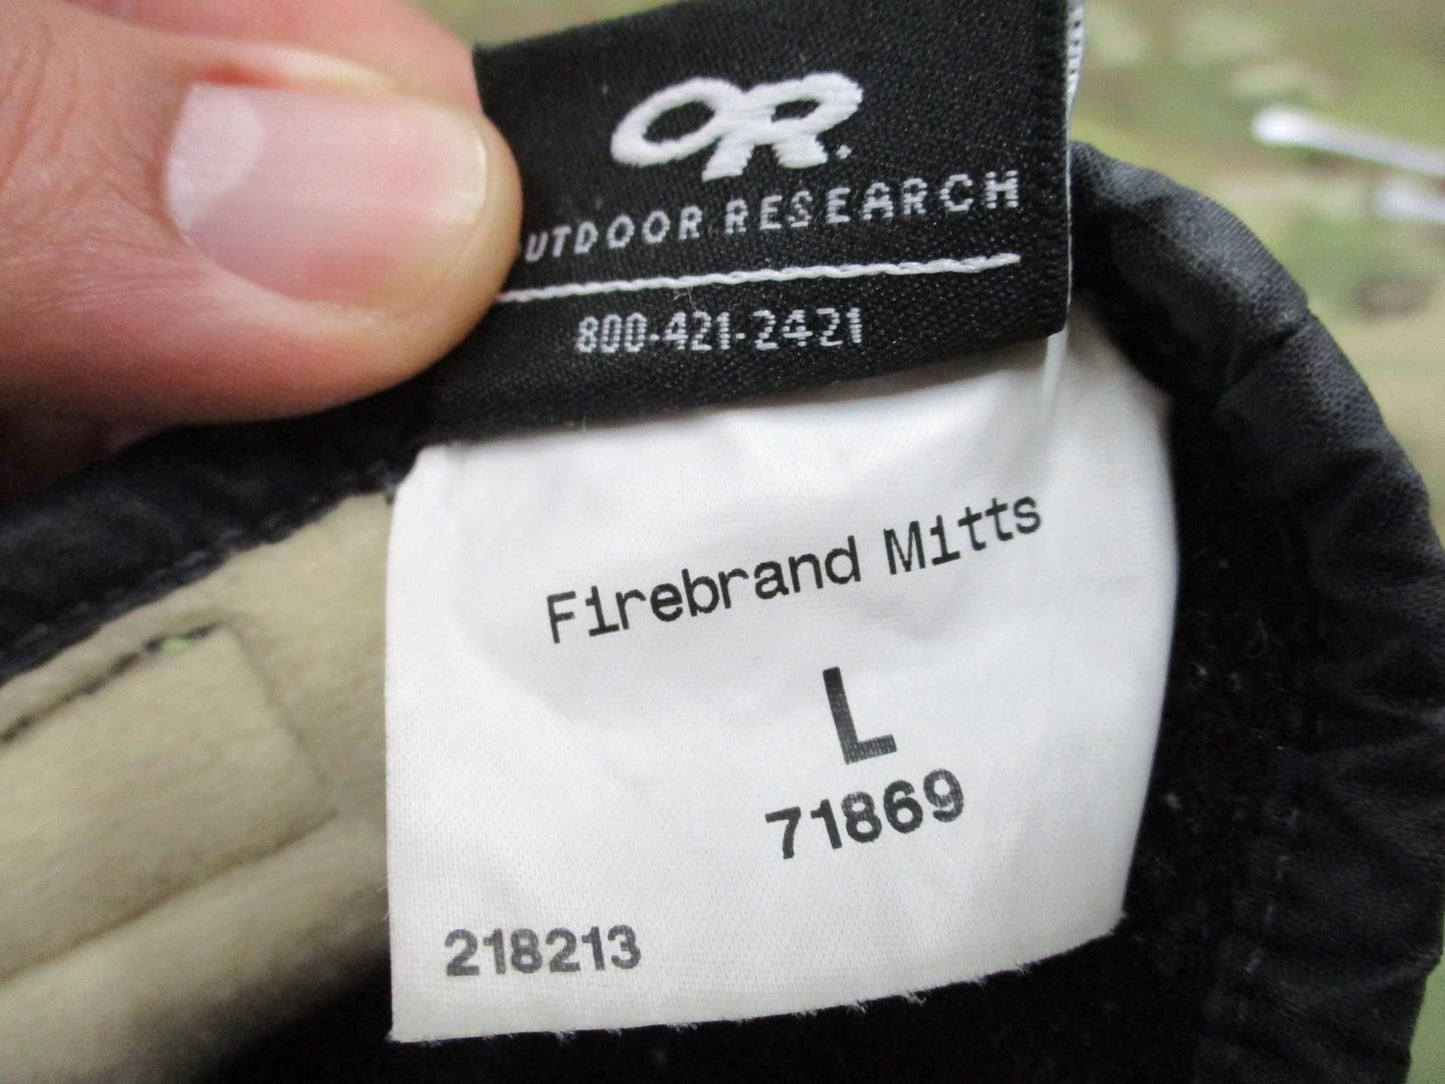 OR.
OUTDOOR RESEARCH
800-421-2421
Firebrand Mitts
L
71869
218213